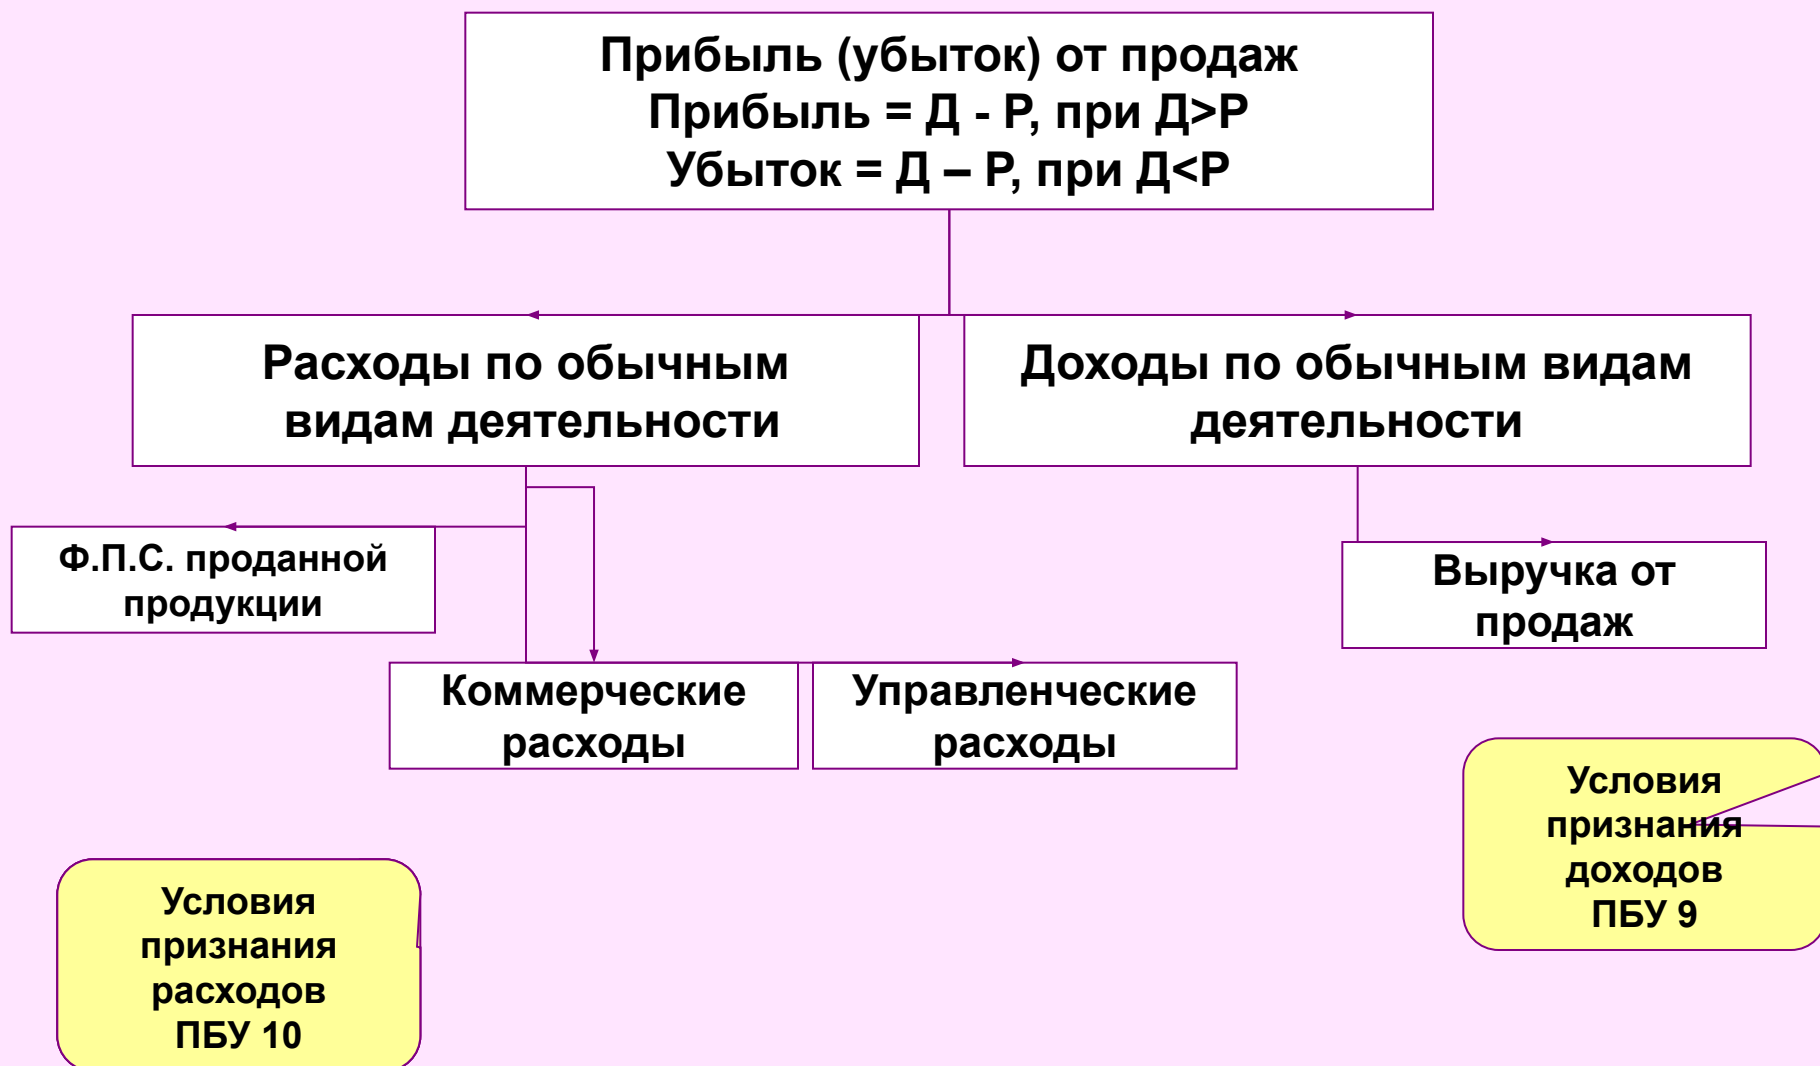 Прибыль (убыток) от продаж
Прибыль = Д - Р, при Д>Р
Убыток = Д – Р, при Д<Р
Расходы по обычным
видам деятельности
Доходы по обычным видам
деятельности
Ф.П.С. проданной
продукции
Выручка от
продаж
Коммерческие
расходы
Управленческие
расходы
Условия
признания
доходов
ПБУ 9
Условия
признания
расходов
ПБУ 10